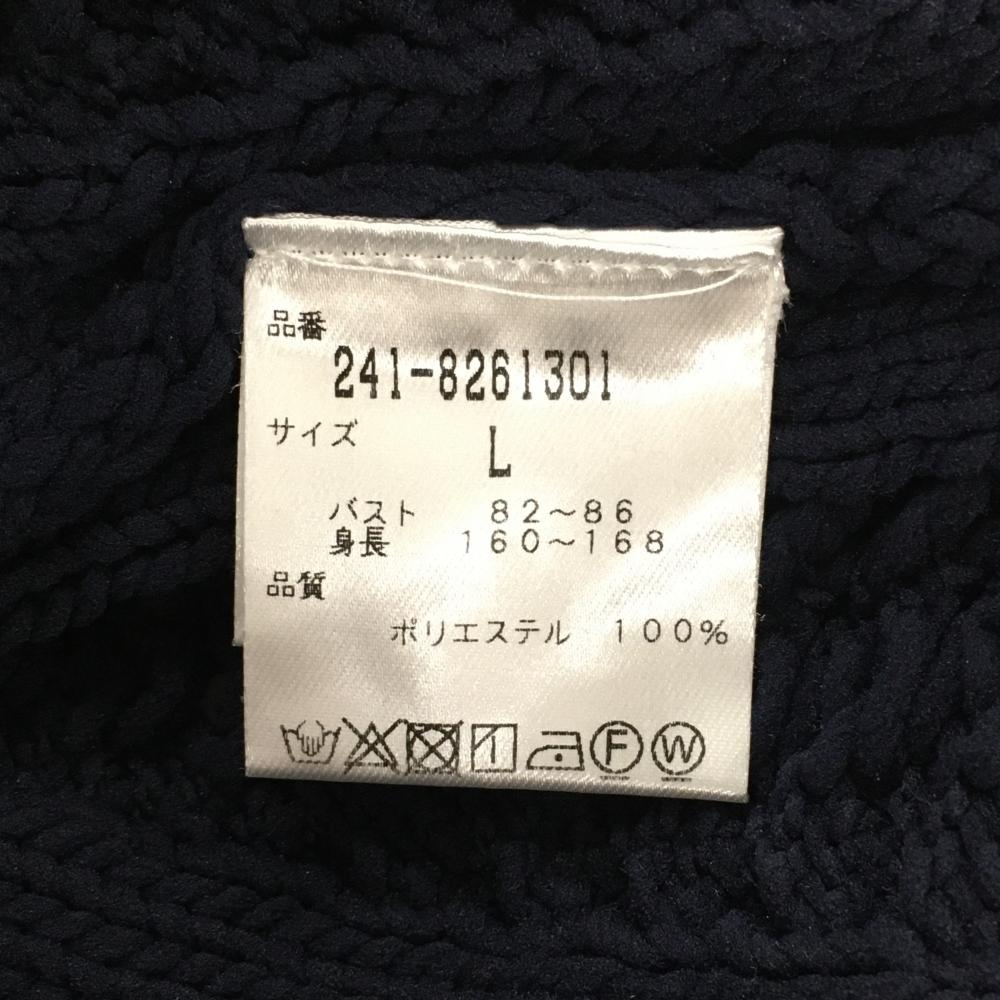 品番
241-8261301
サイズ
L
バスト 82～86
身長 160～168
品質
ポリエステル 100%
F W